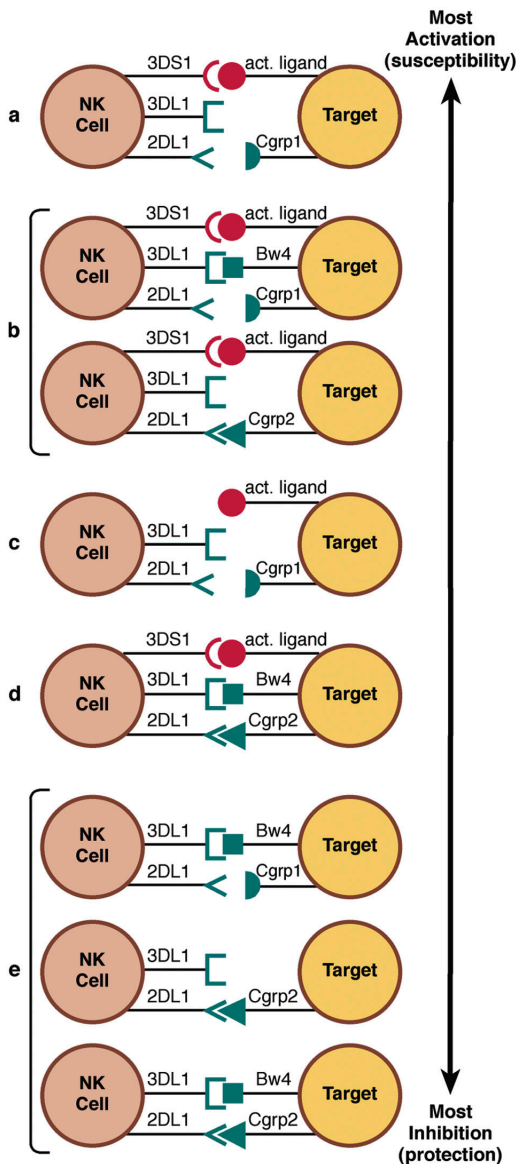 Most
Activation
(susceptibility)
a
NK
Cell
3DS1
act. ligand
3DL1
2DL1
Cgrp1
Target
b
NK
Cell
3DS1
act. ligand
3DL1
Bw4
2DL1
Cgrp1
Target
NK
Cell
3DS1
act. ligand
3DL1
2DL1
Cgrp2
Target
c
NK
Cell
act. ligand
3DL1
2DL1
Cgrp1
Target
d
NK
Cell
3DS1
act. ligand
3DL1
Bw4
2DL1
Cgrp2
Target
e
NK
Cell
3DL1
Bw4
2DL1
Cgrp1
Target
NK
Cell
3DL1
2DL1
Cgrp2
Target
NK
Cell
3DL1
Bw4
2DL1
Cgrp2
Target
Most
Inhibition
(protection)